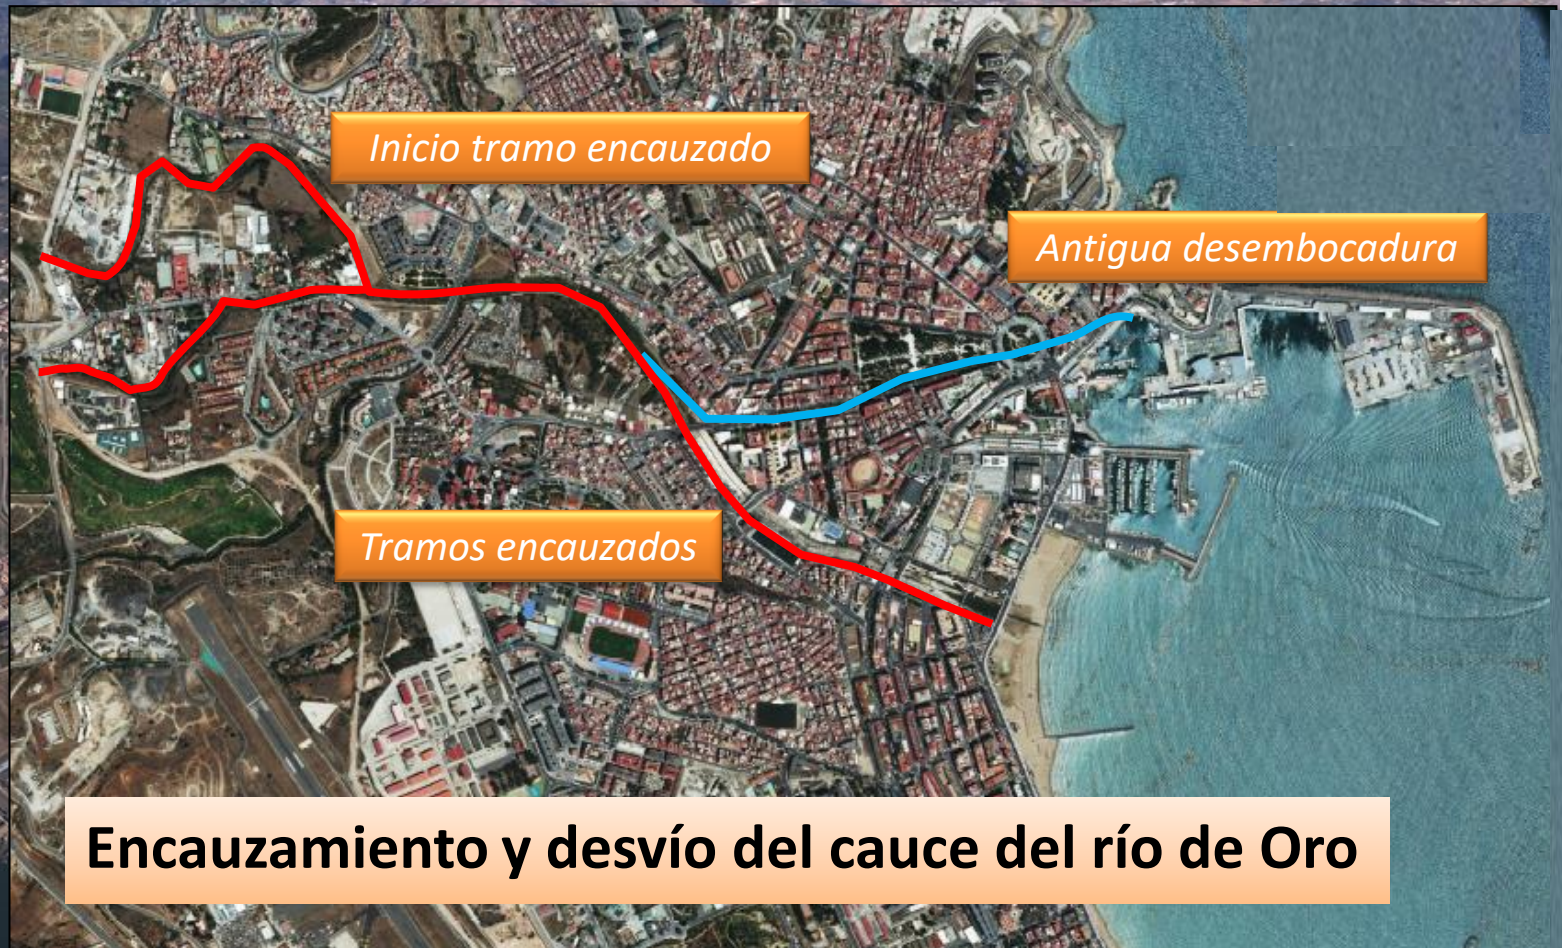 Inicio tramo encauzado
Antigua desembocadura
Tramos encauzados
Encauzamiento y desvío del cauce del río de Oro